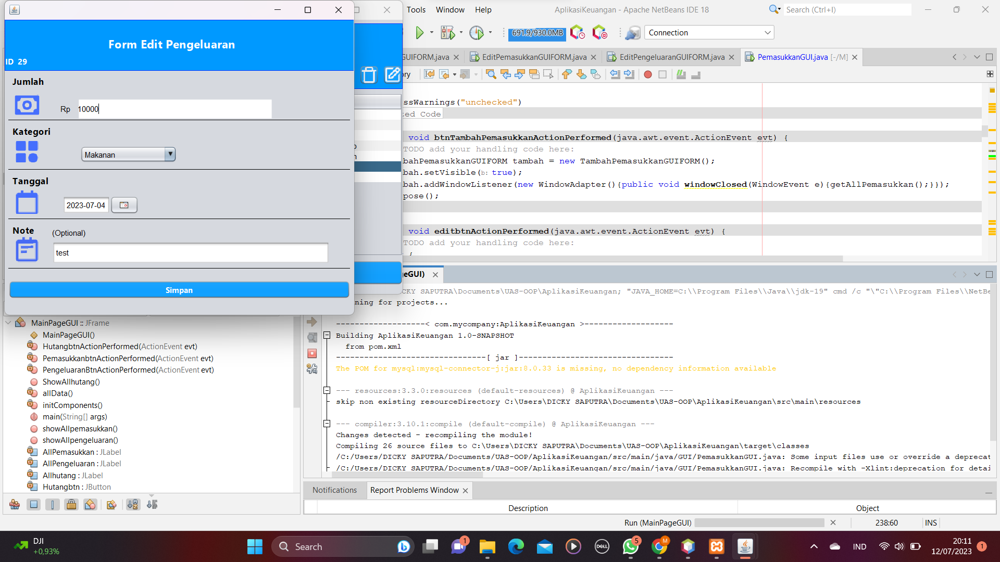 Form Edit Pengeluaran
ID 29
Jumlah
Rp 10000
Kategori
Makanan
Tanggal
2023-07-04
Note (Optional)
test
Simpan
Tools Window Help
AplikasiKeuangan - Apache NetBeans IDE 18
Search (Ctrl+I)
691.9/930.0MB
Connection
GUIFORM.java
EditPemasukkanGUIFORM.java
EditPengeluaranGUIFORM.java
PemasukkanGUI.java [-/M]
ry
ssWarnings("unchecked")
ted Code
void btnTambahPemasukkanActionPerformed(java.awt.event.ActionEvent evt) {
TODO add your handling code here:
bahPemasukkanGUIFORM tambah = new TambahPemasukkanGUIFORM();
bah.setVisible(b: true);
bah.addWindowListener(new WindowAdapter(){public void windowClosed(WindowEvent e){getAllPemasukkan();}});
pose();
void editbtnActionPerformed(java.awt.event.ActionEvent evt) {
TODO add your handling code here:
{
eGUI)
CKY SAPUTRA\Documents\UAS-OOP\AplikasiKeuangan; "JAVA_HOME=C:\\Program Files\\Java\\jdk-19" cmd /c "\"C:\\Program Files\\NetBe
ning for projects...
-------------------< com.mycompany:AplikasiKeuangan >-------------------
Building AplikasiKeuangan 1.0-SNAPSHOT
from pom.xml
--------------------------------[ jar ]---------------------------------
The POM for mysql:mysql-connector-j:jar:8.0.33 is missing, no dependency information available
--- resources:3.3.0:resources (default-resources) @ AplikasiKeuangan ---
skip non existing resourceDirectory C:\Users\DICKY SAPUTRA\Documents\UAS-OOP\AplikasiKeuangan\src\main\resources
--- compiler:3.10.1:compile (default-compile) @ AplikasiKeuangan ---
Changes detected - recompiling the module!
Compiling 26 source files to C:\Users\DICKY SAPUTRA\Documents\UAS-OOP\AplikasiKeuangan\target\classes
/C:/Users/DICKY SAPUTRA/Documents/UAS-OOP/AplikasiKeuangan/src/main/java/GUI/PemasukkanGUI.java: Some input files use or override a deprecat
/C:/Users/DICKY SAPUTRA/Documents/UAS-OOP/AplikasiKeuangan/src/main/java/GUI/PemasukkanGUI.java: Recompile with -Xlint:deprecation for detai
MainPageGUI :: JFrame
MainPageGUI()
HutangbtnActionPerformed(ActionEvent evt)
PemasukkanbtnActionPerformed(ActionEvent evt)
PengeluaranBtnActionPerformed(ActionEvent evt)
ShowAllhutang()
allData()
initComponents()
main(String[] args)
showAllpemasukkan()
showAllpengeluaran()
AllPemasukkan : JLabel
AllPengeluaran : JLabel
Allhutang : JLabel
Hutangbtn : JButton
Notifications
Report Problems Window
Description Object
Run (MainPageGUI)
238:60 INS
DJI
+0,93%
Search
1
DELL
5
M
IND
20:11
12/07/2023
1